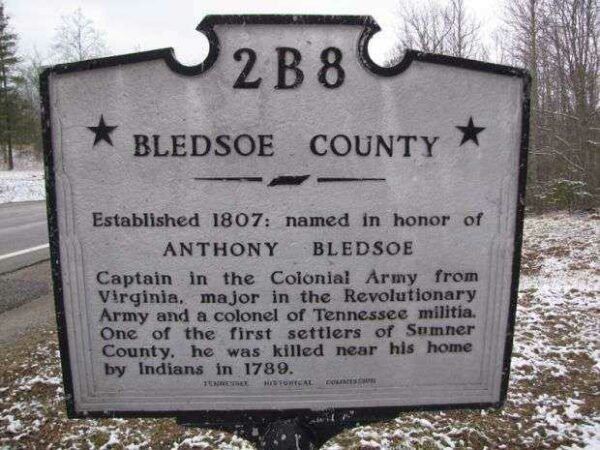 2B8
BLEDSOE COUNTY
Established 1807: named in honor of
ANTHONY BLEDSOE
Captain in the Colonial Army from
Virginia, major in the Revolutionary
Army and a colonel of Tennessee militia.
One of the first settlers of Sumner
County, he was killed near his home
by Indians in 1789.
TENNESSEE HISTORICAL COMMISSION